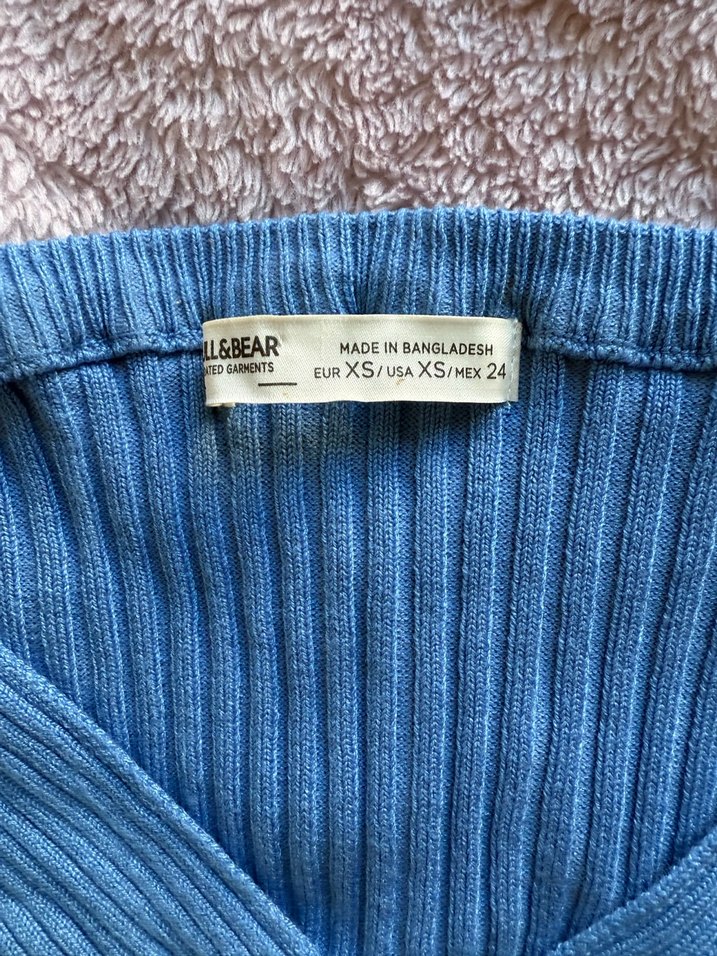 LL&BEAR
ATED GARMENTS
MADE IN BANGLADESH
EUR XS/USA XS/MEX 24